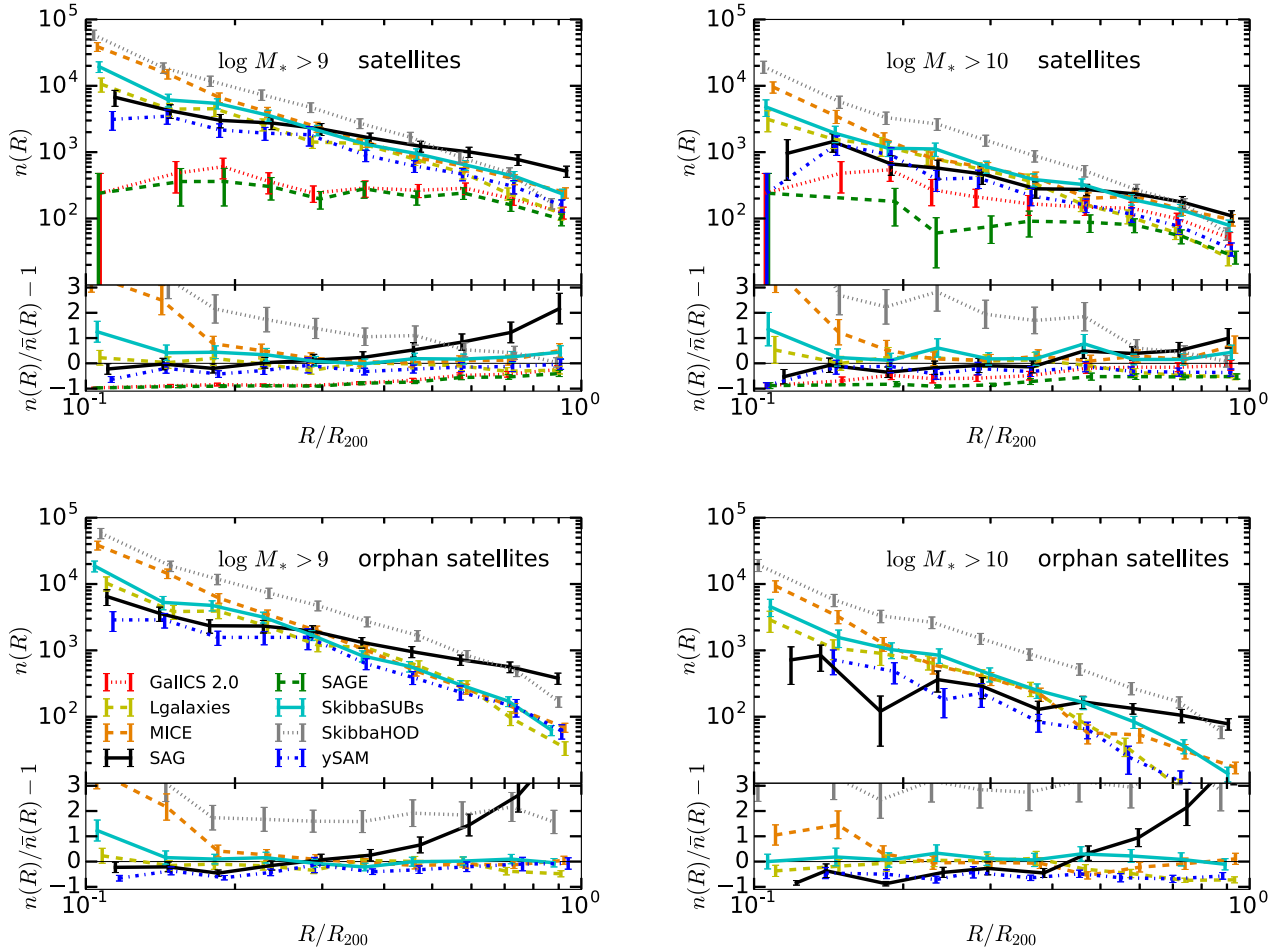 10^5
log M_* > 9 satellites
10^4
n(R)
10^3
10^2
3
2
1
0
−1
n(R)/n̄(R) − 1
10^-1
10^0
R/R_200
10^5
log M_* > 10 satellites
10^4
n(R)
10^3
10^2
3
2
1
0
−1
n(R)/n̄(R) − 1
10^-1
10^0
R/R_200
10^5
log M_* > 9 orphan satellites
10^4
n(R)
10^3
GalICS 2,0 SAGE
Lgalaxies SkibbaSUBs
MICE SkibbaHOD
SAG ySAM
10^2
3
2
1
0
−1
n(R)/n̄(R) − 1
10^-1
10^0
R/R_200
10^5
log M_* > 10 orphan satellites
10^4
n(R)
10^3
10^2
3
2
1
0
−1
n(R)/n̄(R) − 1
10^-1
10^0
R/R_200